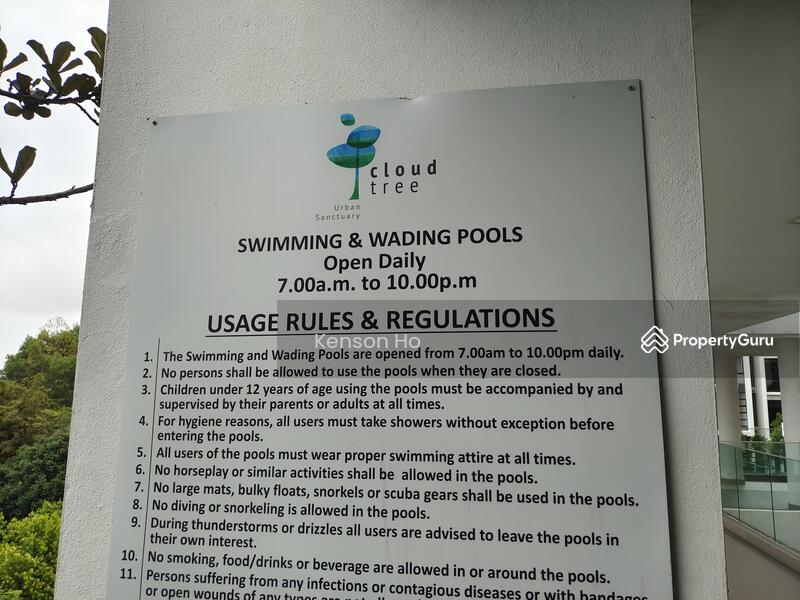 cloud
tree
Urban
Sanctuary
SWIMMING & WADING POOLS
Open Daily
7.00a.m. to 10.00p.m
USAGE RULES & REGULATIONS
Kenson Ho
PropertyGuru
1. The Swimming and Wading Pools are opened from 7.00am to 10.00pm daily.
2. No persons shall be allowed to use the pools when they are closed.
3. Children under 12 years of age using the pools must be accompanied by and
supervised by their parents or adults at all times.
4. For hygiene reasons, all users must take showers without exception before
entering the pools.
5. All users of the pools must wear proper swimming attire at all times.
6. No horseplay or similar activities shall be allowed in the pools.
7. No large mats, bulky floats, snorkels or scuba gears shall be used in the pools.
8. No diving or snorkeling is allowed in the pools.
9. During thunderstorms or drizzles all users are advised to leave the pools in
their own interest.
10. No smoking, food/drinks or beverage are allowed in or around the pools.
11. Persons suffering from any infections or contagious diseases or with bandages
or open wounds of any types are